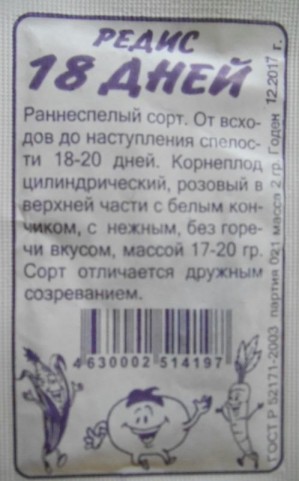 РЕДИС
18 ДНЕЙ
Раннеспелый сорт. От всхо-
дов до наступления спелос-
ти 18-20 дней. Корнеплод
цилиндрический, розовый в
верхней части с белым кон-
чиком, с нежным, без горе-
чи вкусом, массой 17-20 гр.
Сорт отличается дружным
созреванием.
4630002514197
ГОСТ Р 52171-2003 партия 021 масса 2 гр. Годен 12.2017 г.